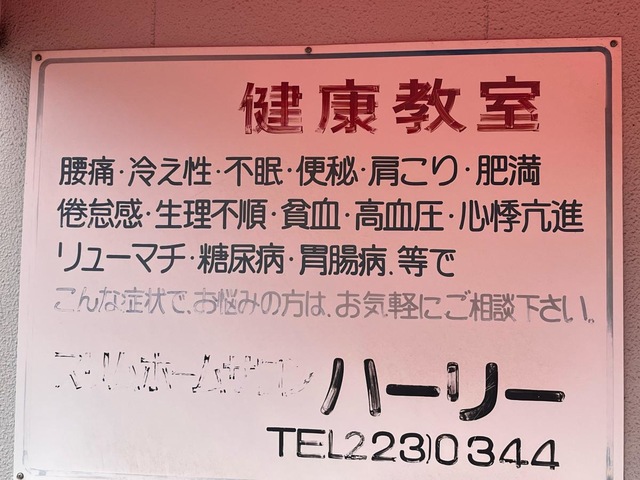 健康教室
腰痛・冷え性・不眠・便秘・肩こり・肥満
倦怠感・生理不順・貧血・高血圧・心悸亢進
リューマチ・糖尿病・胃腸病.等で
こんな症状で、お悩みの方は、お気軽にご相談下さい。
ハーリー
TEL223)0344